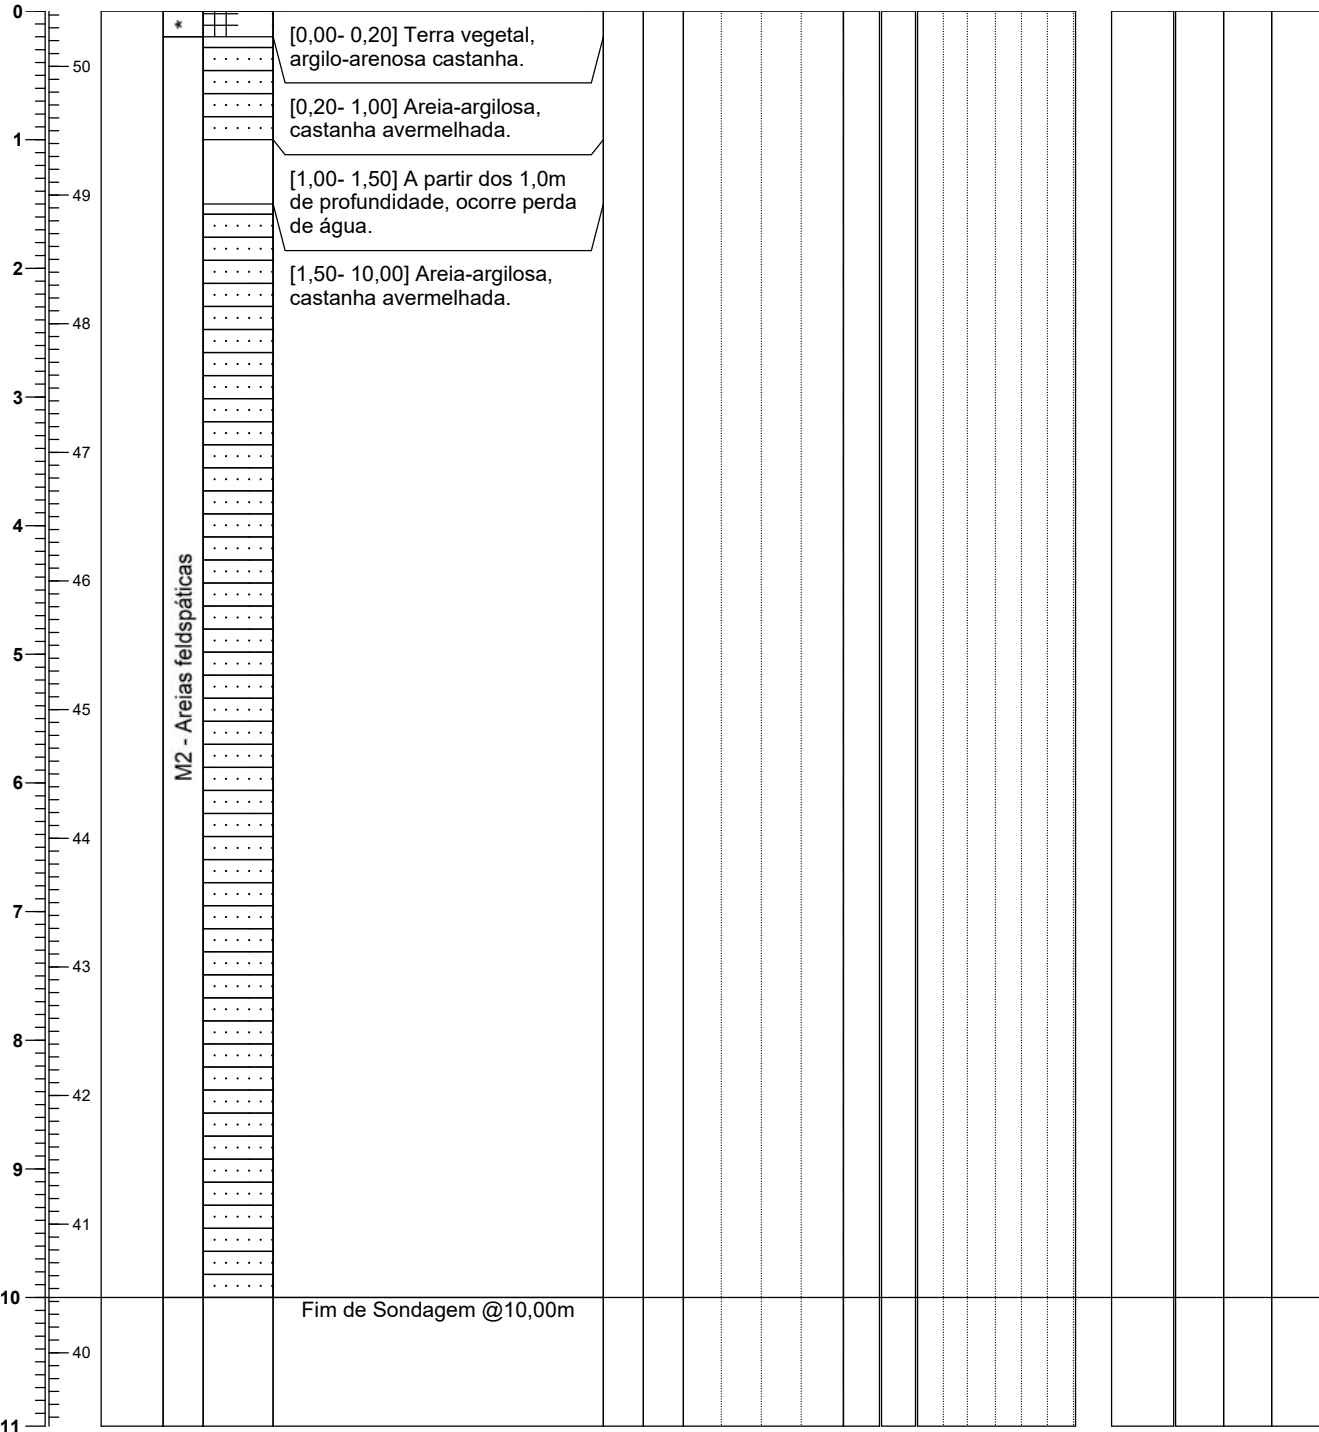 0
*
[0,00- 0,20] Terra vegetal,
argilo-arenosa castanha.
50
[0,20- 1,00] Areia-argilosa,
castanha avermelhada.
1
[1,00- 1,50] A partir dos 1,0m
de profundidade, ocorre perda
de água.
49
2
[1,50- 10,00] Areia-argilosa,
castanha avermelhada.
48
3
47
4
46
M2 - Areias feldspáticas
5
45
6
44
7
43
8
42
9
41
10
Fim de Sondagem @10,00m
40
11